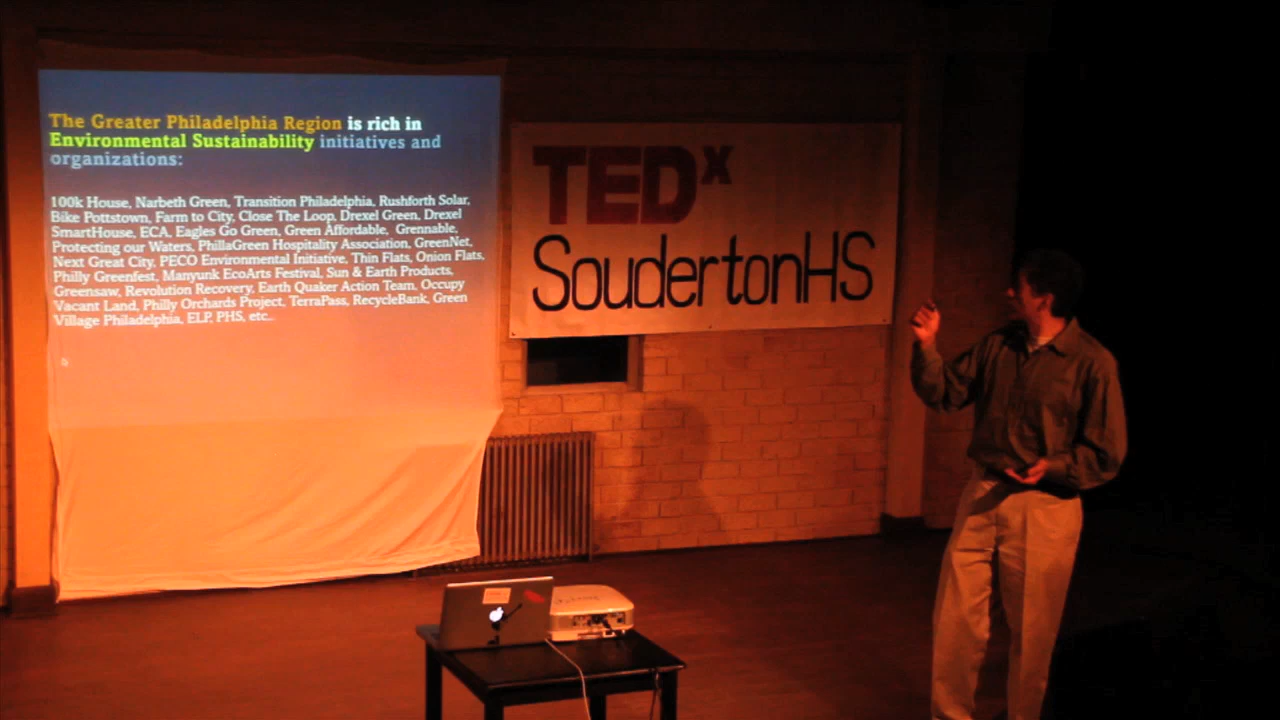 The Greater Philadelphia Region is rich in
Environmental Sustainability initiatives and
organizations:
100k House, Narbeth Green, Transition Philadelphia, Rushforth Solar,
Bike Pottstown, Farm to City, Close The Loop, Drexel Green, Drexel
SmartHouse, ECA, Eagles Go Green, Green Affordable, Grennable,
Protecting our Waters, PhillaGreen Hospitality Association, GreenNet,
Next Great City, PECO Environmental Initiative, Thin Flats, Onion Flats,
Philly Greenfest, Manyunk EcoArts Festival, Sun & Earth Products,
Greensaw, Revolution Recovery, Earth Quaker Action Team, Occupy
Vacant Land, Philly Orchards Project, TerraPass, RecycleBank, Green
Village Philadelphia, ELP, PHS, etc..
TEDx
SoudertonHS